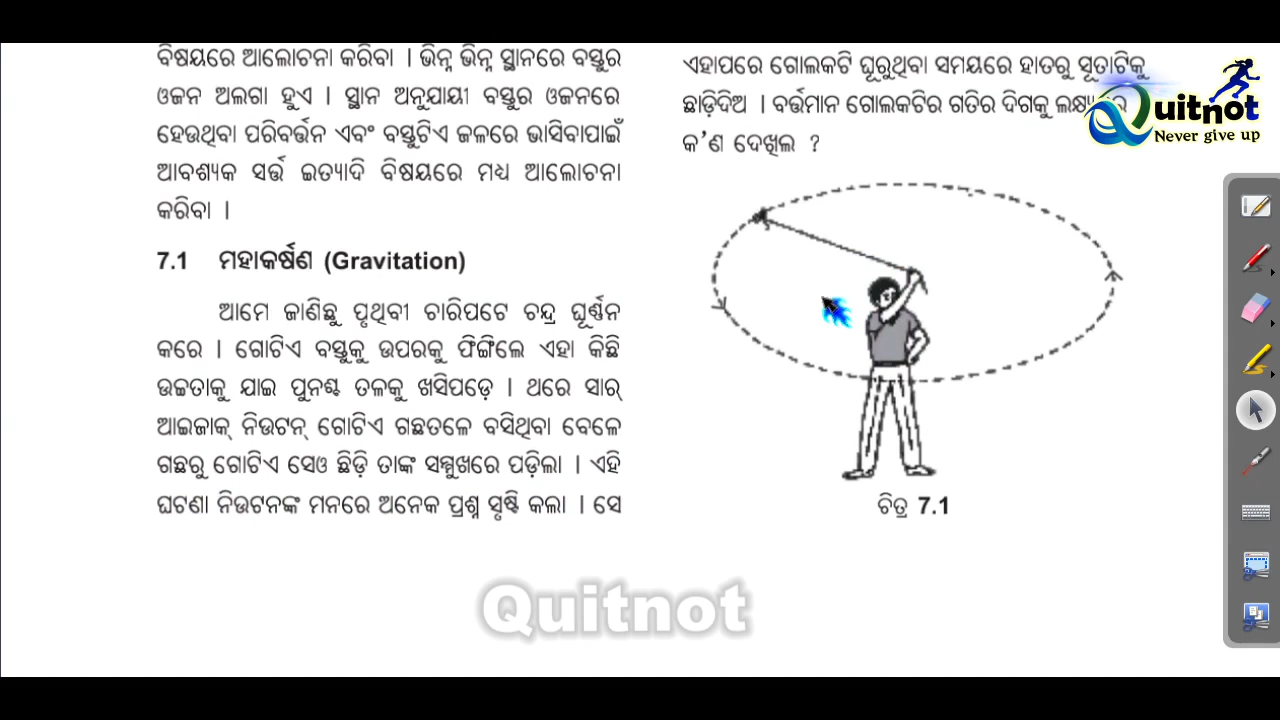 ବିଷୟରେ ଆଲୋଚନା କରିବା । ଭିନ୍ନ ଭିନ୍ନ ସ୍ଥାନରେ ବସ୍ତୁର
ଓଜନ ଅଲଗା ହୁଏ । ସ୍ଥାନ ଅନୁଯାୟୀ ବସ୍ତୁର ଓଜନରେ
ହେଉଥିବା ପରିବର୍ତ୍ତନ ଏବଂ ବସ୍ତୁଟିଏ ଜଳରେ ଭାସିବାପାଇଁ
ଆବଶ୍ୟକ ସର୍ତ୍ତ ଇତ୍ୟାଦି ବିଷୟରେ ମଧ୍ୟ ଆଲୋଚନା
କରିବା ।
7.1 ମହାକର୍ଷଣ (Gravitation)
ଆମେ ଜାଣିଛୁ ପୃଥିବୀ ଚାରିପଟେ ଚନ୍ଦ୍ର ଘୂର୍ଣ୍ଣନ
କରେ । ଗୋଟିଏ ବସ୍ତୁକୁ ଉପରକୁ ଫିଙ୍ଗିଲେ ଏହା କିଛି
ଉଚ୍ଚତାକୁ ଯାଇ ପୁନଶ୍ଚ ତଳକୁ ଖସିପଡ଼େ । ଥରେ ସାର୍
ଆଇଜାକ୍ ନିଉଟନ୍ ଗୋଟିଏ ଗଛତଳେ ବସିଥିବା ବେଳେ
ଗଛରୁ ଗୋଟିଏ ସେଓ ଛିଡ଼ି ତାଙ୍କ ସମ୍ମୁଖରେ ପଡ଼ିଲା । ଏହି
ଘଟଣା ନିଉଟନଙ୍କ ମନରେ ଅନେକ ପ୍ରଶ୍ନ ସୃଷ୍ଟି କଲା । ସେ
ଏହାପରେ ଗୋଲକଟି ଘୂରୁଥିବା ସମୟରେ ହାତରୁ ସୂତାଟିକୁ
ଛାଡ଼ିଦିଅ । ବର୍ତ୍ତମାନ ଗୋଲକଟିର ଗତିର ଦିଗକୁ
କ'ଣ ଦେଖିଲ ?
ଚିତ୍ର 7.1
Quitnot
Never give up
Quitnot